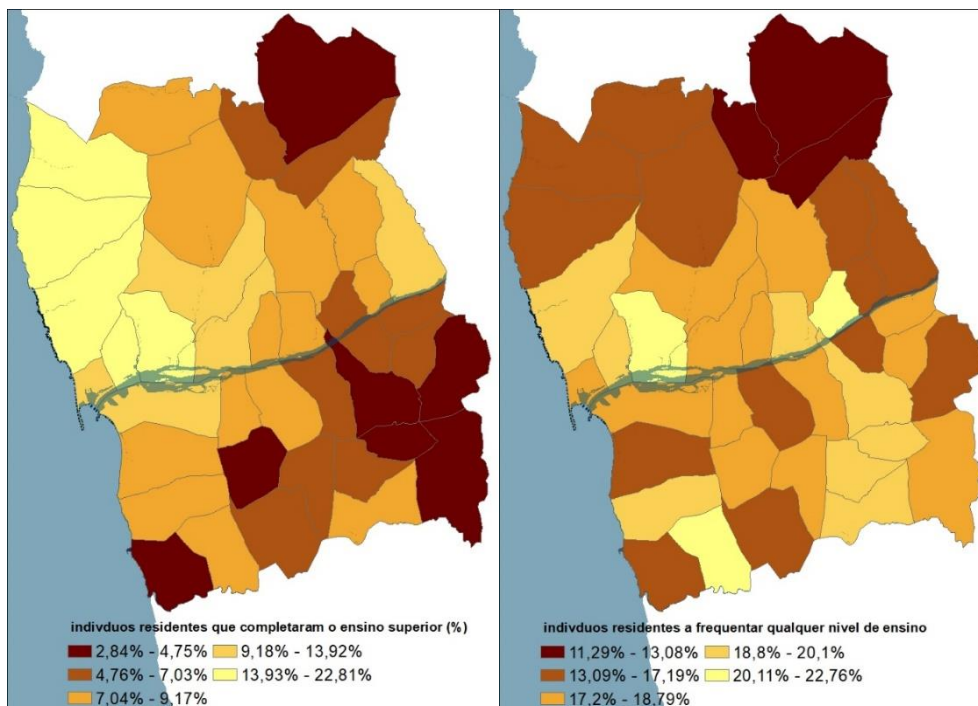 indivduos residentes que completaram o ensino superior (%)
2,84% - 4,75% 9,18% - 13,92%
4,76% - 7,03% 13,93% - 22,81%
7,04% - 9,17%
indivduos residentes a frequentar qualquer nivel de ensino
11,29% - 13,08% 18,8% - 20,1%
13,09% - 17,19% 20,11% - 22,76%
17,2% - 18,79%